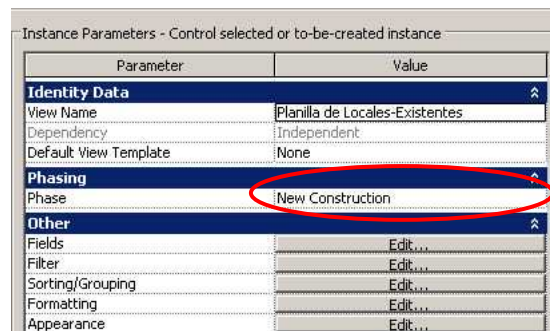 Instance Parameters - Control selected or to-be-created instance
Parameter Value
Identity Data
View Name Planilla de Locales-Existentes
Dependency Independent
Default View Template None
Phasing
Phase New Construction
Other
Fields Edit...
Filter Edit...
Sorting/Grouping Edit...
Formatting Edit...
Appearance Edit...